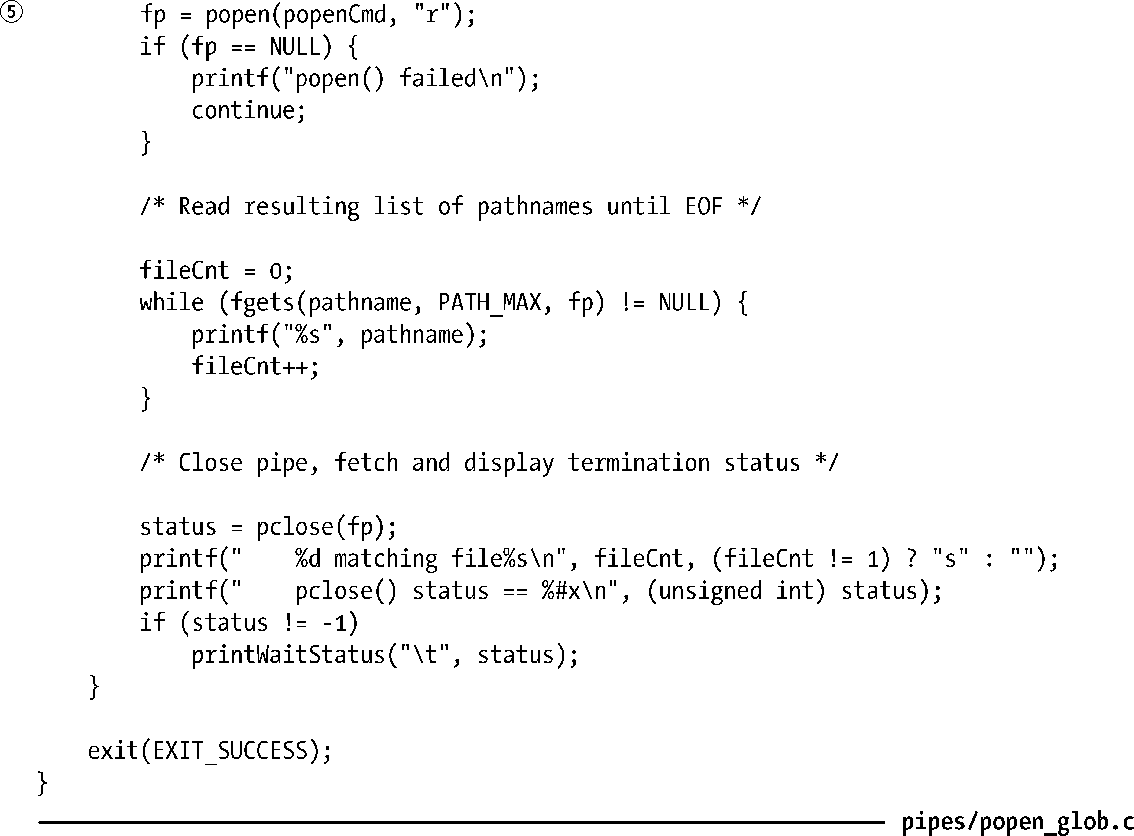 ⑤ fp = popen(popenCmd, "r");
if (fp == NULL) {
printf("popen() failed\n");
continue;
}
/* Read resulting list of pathnames until EOF */
fileCnt = 0;
while (fgets(pathname, PATH_MAX, fp) != NULL) {
printf("%s", pathname);
fileCnt++;
}
/* Close pipe, fetch and display termination status */
status = pclose(fp);
printf("    %d matching file%s\n", fileCnt, (fileCnt != 1) ? "s" : "");
printf("    pclose() status == %#x\n", (unsigned int) status);
if (status != -1)
printWaitStatus("\t", status);
}
exit(EXIT_SUCCESS);
}
pipes/popen_glob.c